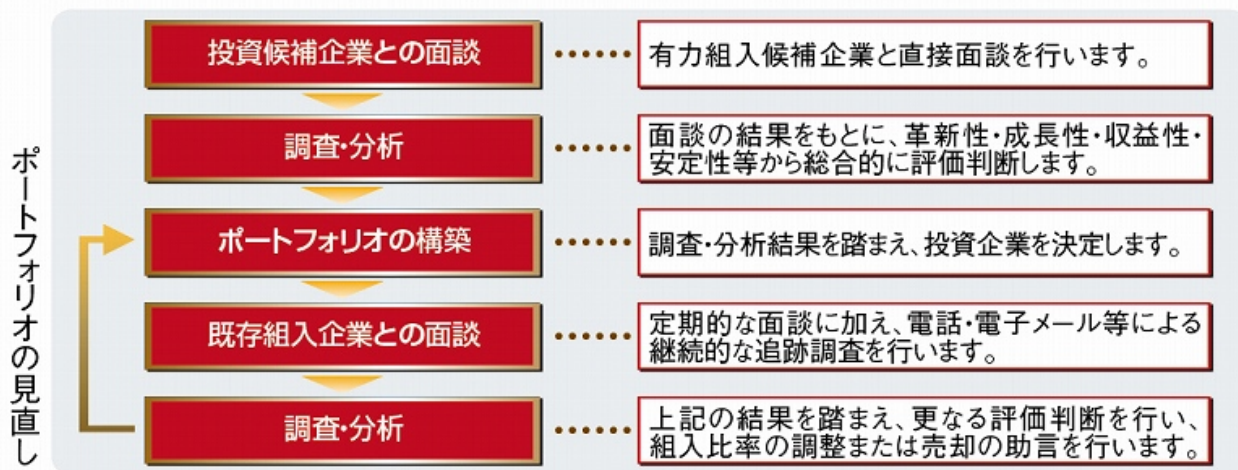 投資候補企業との面談
有力組入候補企業と直接面談を行います。
調査・分析
面談の結果をもとに、革新性・成長性・収益性・
安定性等から総合的に評価判断します。
ポートフォリオの構築
調査・分析結果を踏まえ、投資企業を決定します。
既存組入企業との面談
定期的な面談に加え、電話・電子メール等による
継続的な追跡調査を行います。
調査・分析
上記の結果を踏まえ、更なる評価判断を行い、
組入比率の調整または売却の助言を行います。
ポートフォリオの見直し